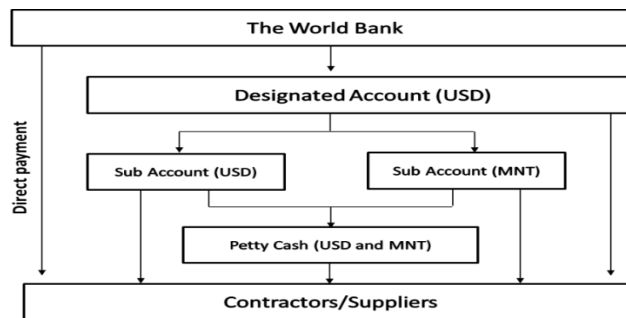 The World Bank
Designated Account (USD)
Direct payment
Sub Account (USD)
Sub Account (MNT)
Petty Cash (USD and MNT)
Contractors/Suppliers